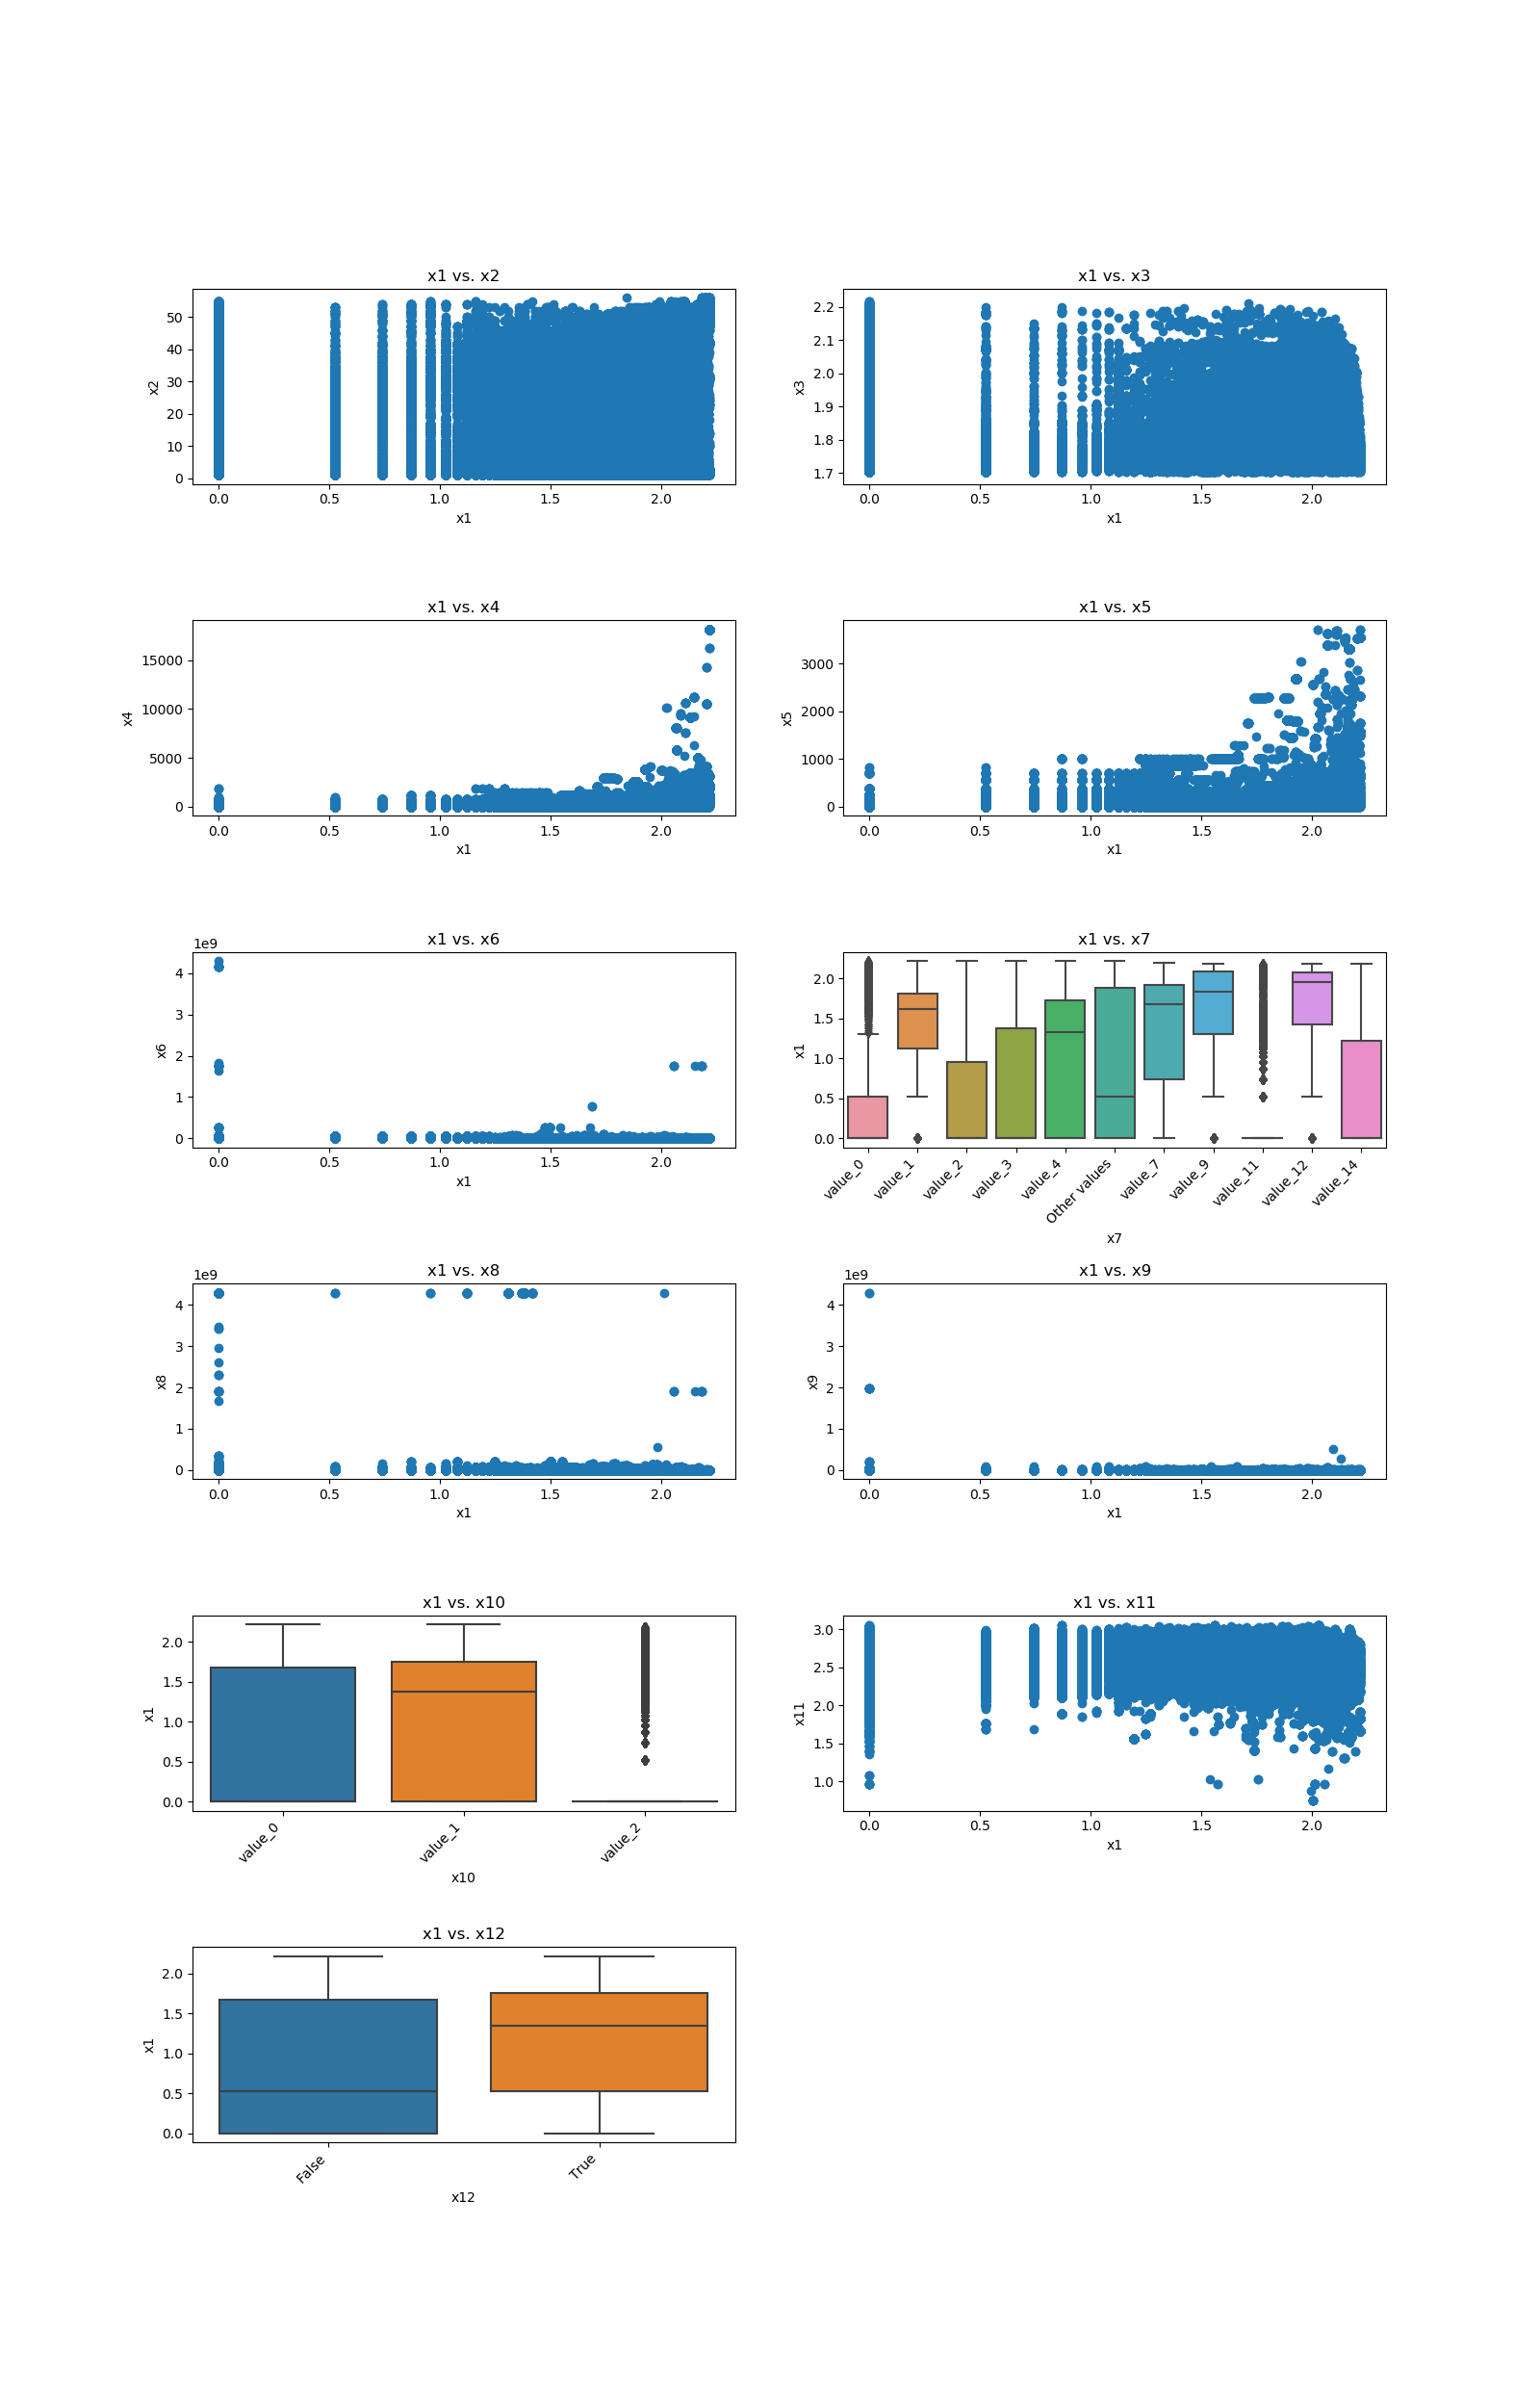 x1 vs. x2
50
40
30
20
10
0
x2
0.0 0.5 1.0 1.5 2.0
x1
x1 vs. x3
2.2
2.1
2.0
1.9
1.8
1.7
x3
0.0 0.5 1.0 1.5 2.0
x1
x1 vs. x4
15000
10000
5000
0
x4
0.0 0.5 1.0 1.5 2.0
x1
x1 vs. x5
3000
2000
1000
0
x5
0.0 0.5 1.0 1.5 2.0
x1
x1 vs. x6
1e9
4
3
2
1
0
x6
0.0 0.5 1.0 1.5 2.0
x1
x1 vs. x7
2.0
1.5
1.0
0.5
0.0
x1
value_0 value_1 value_2 value_3 value_4 Other values value_7 value_9 value_11 value_12 value_14
x7
x1 vs. x8
1e9
4
3
2
1
0
x8
0.0 0.5 1.0 1.5 2.0
x1
x1 vs. x9
1e9
4
3
2
1
0
x9
0.0 0.5 1.0 1.5 2.0
x1
x1 vs. x10
2.0
1.5
1.0
0.5
0.0
x1
value_0 value_1 value_2
x10
x1 vs. x11
3.0
2.5
2.0
1.5
1.0
x11
0.0 0.5 1.0 1.5 2.0
x1
x1 vs. x12
2.0
1.5
1.0
0.5
0.0
x1
False True
x12